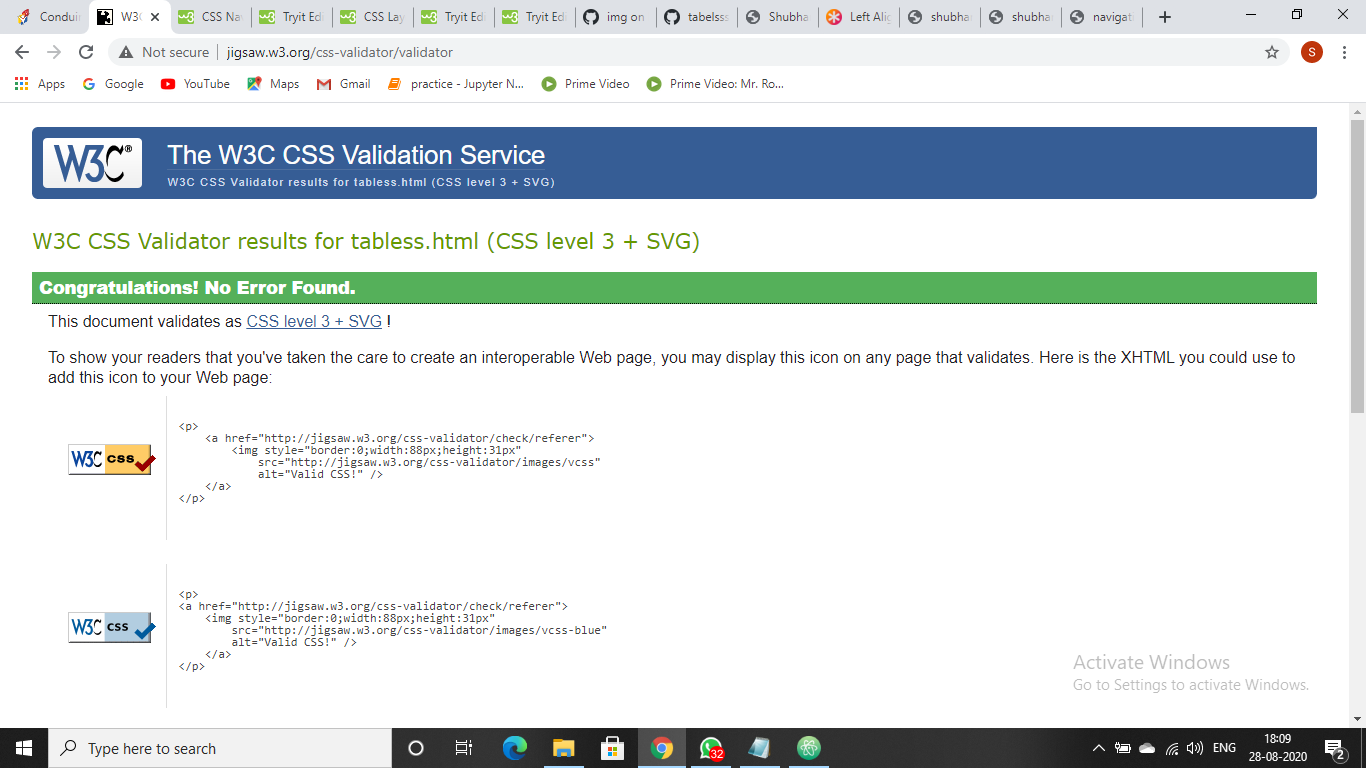 Condui
W3C
CSS Na
Tryit Edi
CSS Lay
Tryit Edi
Tryit Edi
img on
tabelsss
Shubha
Left Alig
shubha
shubha
navigat
Not secure
jigsaw.w3.org/css-validator/validator
S
Apps
Google
YouTube
Maps
Gmail
practice - Jupyter N...
Prime Video
Prime Video: Mr. Ro...
W3C®
The W3C CSS Validation Service
W3C CSS Validator results for tabless.html (CSS level 3 + SVG)
W3C CSS Validator results for tabless.html (CSS level 3 + SVG)
Congratulations! No Error Found.
This document validates as CSS level 3 + SVG !
To show your readers that you've taken the care to create an interoperable Web page, you may display this icon on any page that validates. Here is the XHTML you could use to
add this icon to your Web page:
W3C css
<p>
<a href="http://jigsaw.w3.org/css-validator/check/referer">
<img style="border:0;width:88px;height:31px"
src="http://jigsaw.w3.org/css-validator/images/vcss"
alt="Valid CSS!" />
</a>
</p>
W3C css
<p>
<a href="http://jigsaw.w3.org/css-validator/check/referer">
<img style="border:0;width:88px;height:31px"
src="http://jigsaw.w3.org/css-validator/images/vcss-blue"
alt="Valid CSS!" />
</a>
</p>
Activate Windows
Go to Settings to activate Windows.
Type here to search
32
ENG
18:09
28-08-2020
2